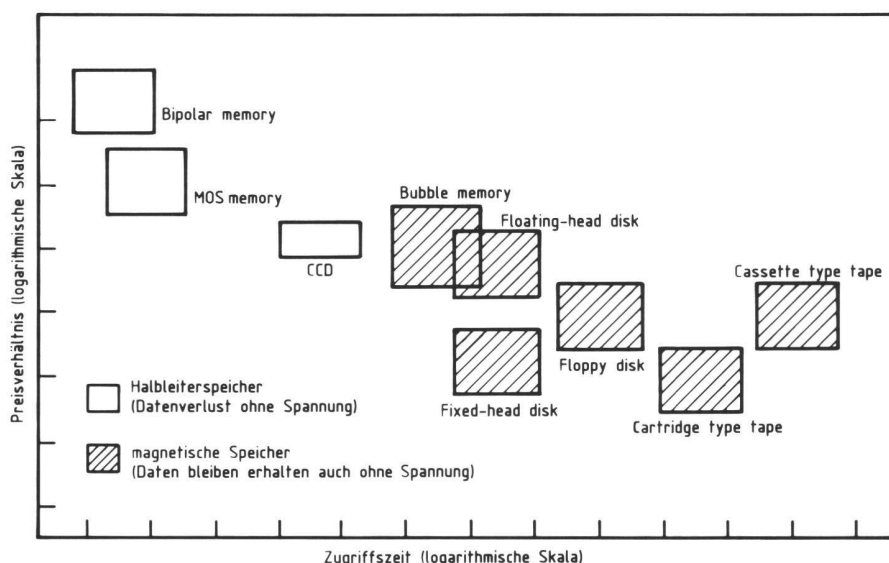 Bipolar memory
MOS memory
Bubble memory
Floating-head disk
CCD
Cassette type tape
Floppy disk
Fixed-head disk
Cartridge type tape
Halbleiterspeicher
(Datenverlust ohne Spannung)
magnetische Speicher
(Daten bleiben erhalten auch ohne Spannung)
Preisverhältnis (logarithmische Skala)
Zugriffszeit (logarithmische Skala)